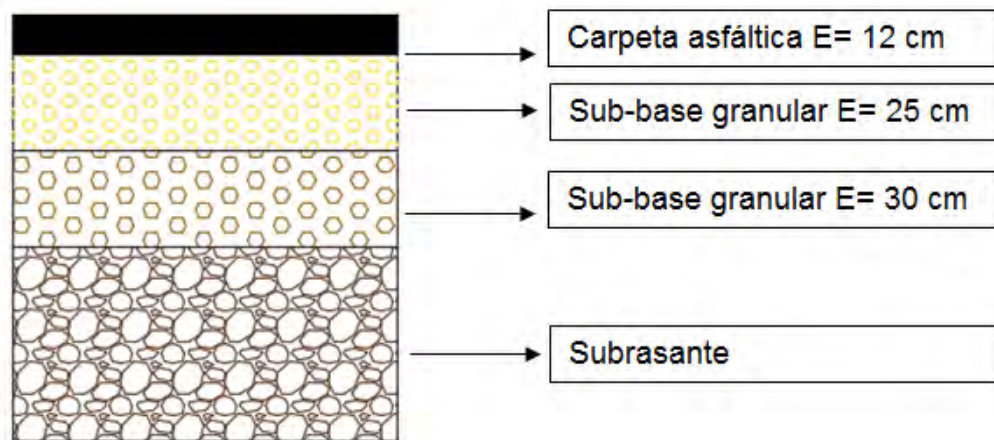 Carpeta asfáltica E= 12 cm
Sub-base granular E= 25 cm
Sub-base granular E= 30 cm
Subrasante